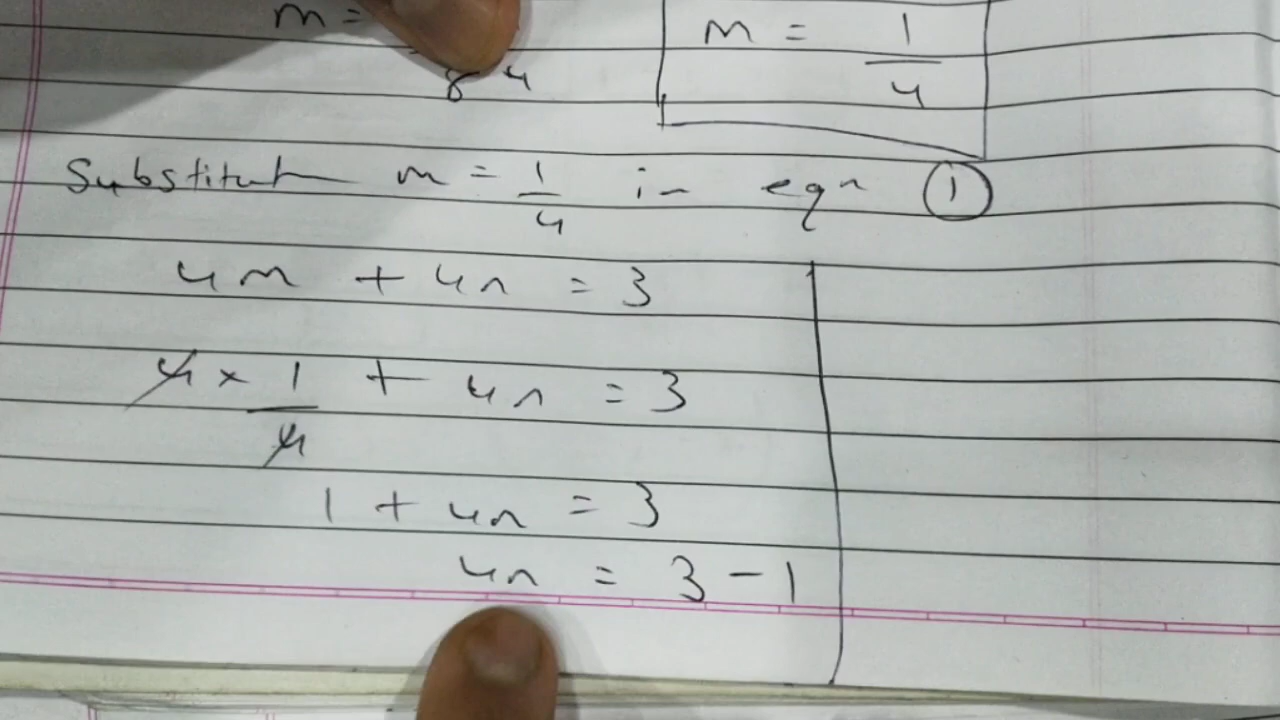 m =
8 4
m = 1/4
Substitut m = 1/4 in eqn ①
4m + 4n = 3
4 × 1/4 + 4n = 3
1 + 4n = 3
4n = 3 - 1